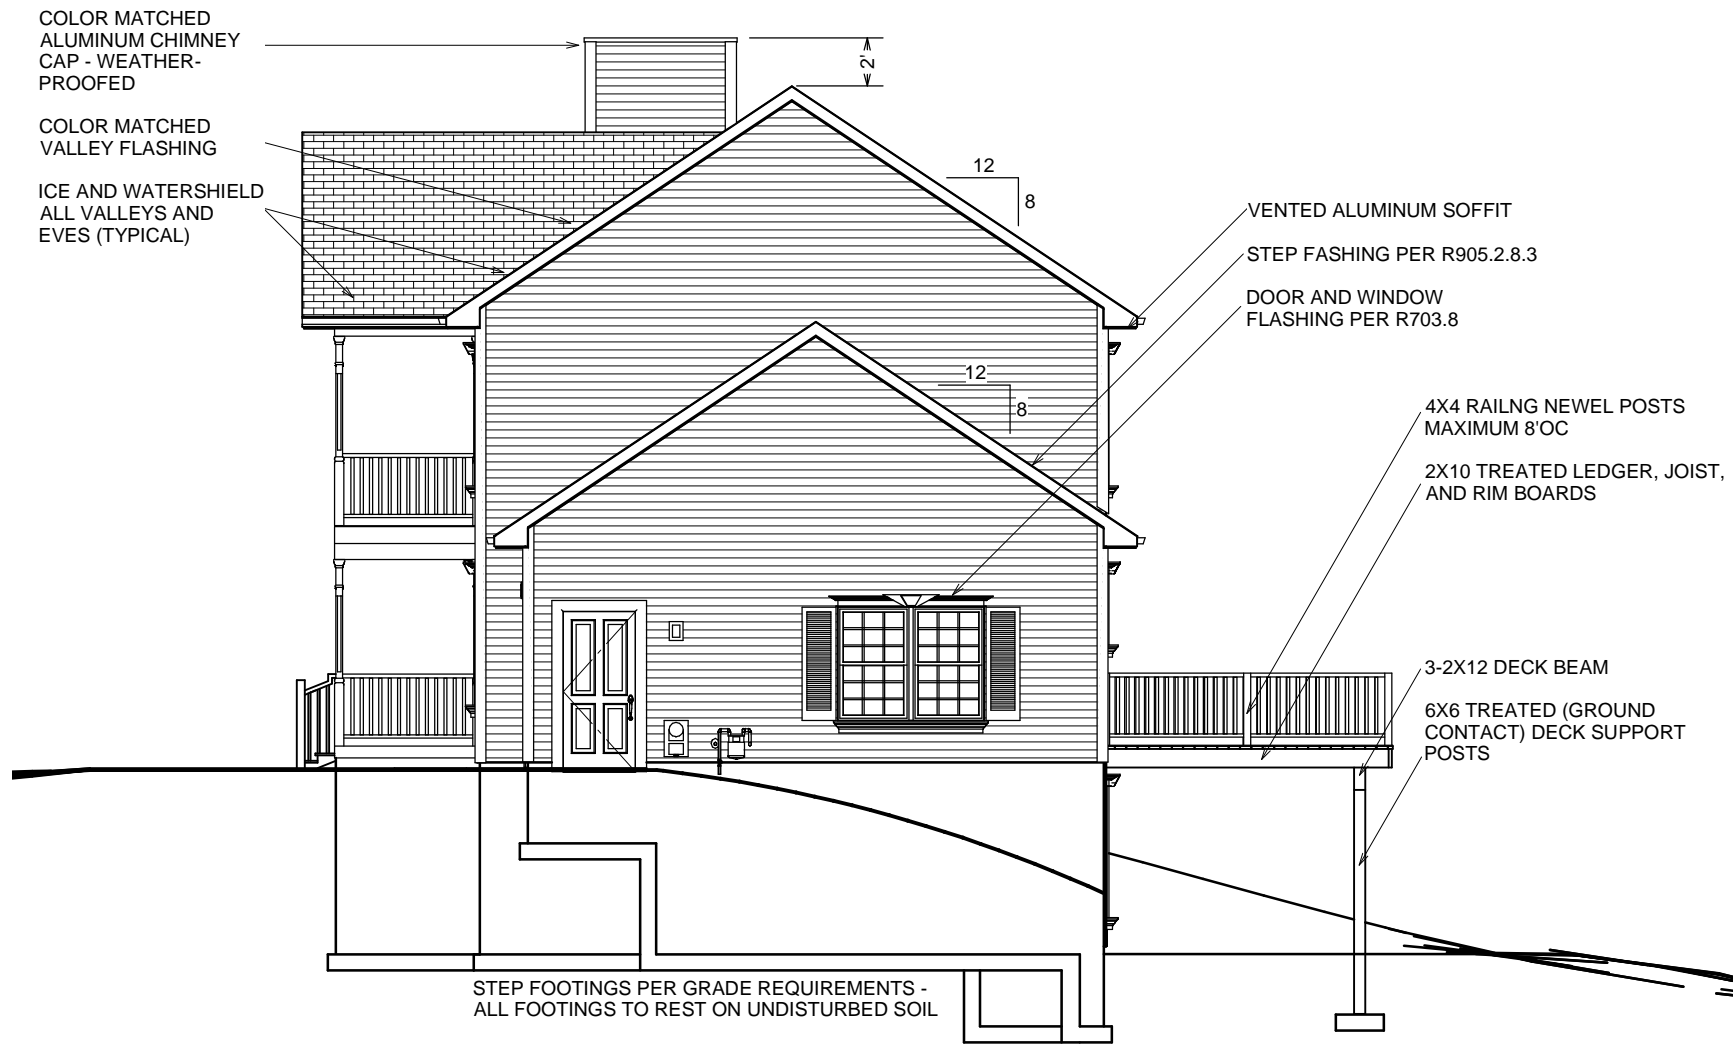 COLOR MATCHED
ALUMINUM CHIMNEY
CAP - WEATHER-
PROOFED
COLOR MATCHED
VALLEY FLASHING
ICE AND WATERSHIELD
ALL VALLEYS AND
EVES (TYPICAL)
2'
12
8
12
8
VENTED ALUMINUM SOFFIT
STEP FASHING PER R905.2.8.3
DOOR AND WINDOW
FLASHING PER R703.8
4X4 RAILNG NEWEL POSTS
MAXIMUM 8'OC
2X10 TREATED LEDGER, JOIST,
AND RIM BOARDS
3-2X12 DECK BEAM
6X6 TREATED (GROUND
CONTACT) DECK SUPPORT
POSTS
STEP FOOTINGS PER GRADE REQUIREMENTS -
ALL FOOTINGS TO REST ON UNDISTURBED SOIL